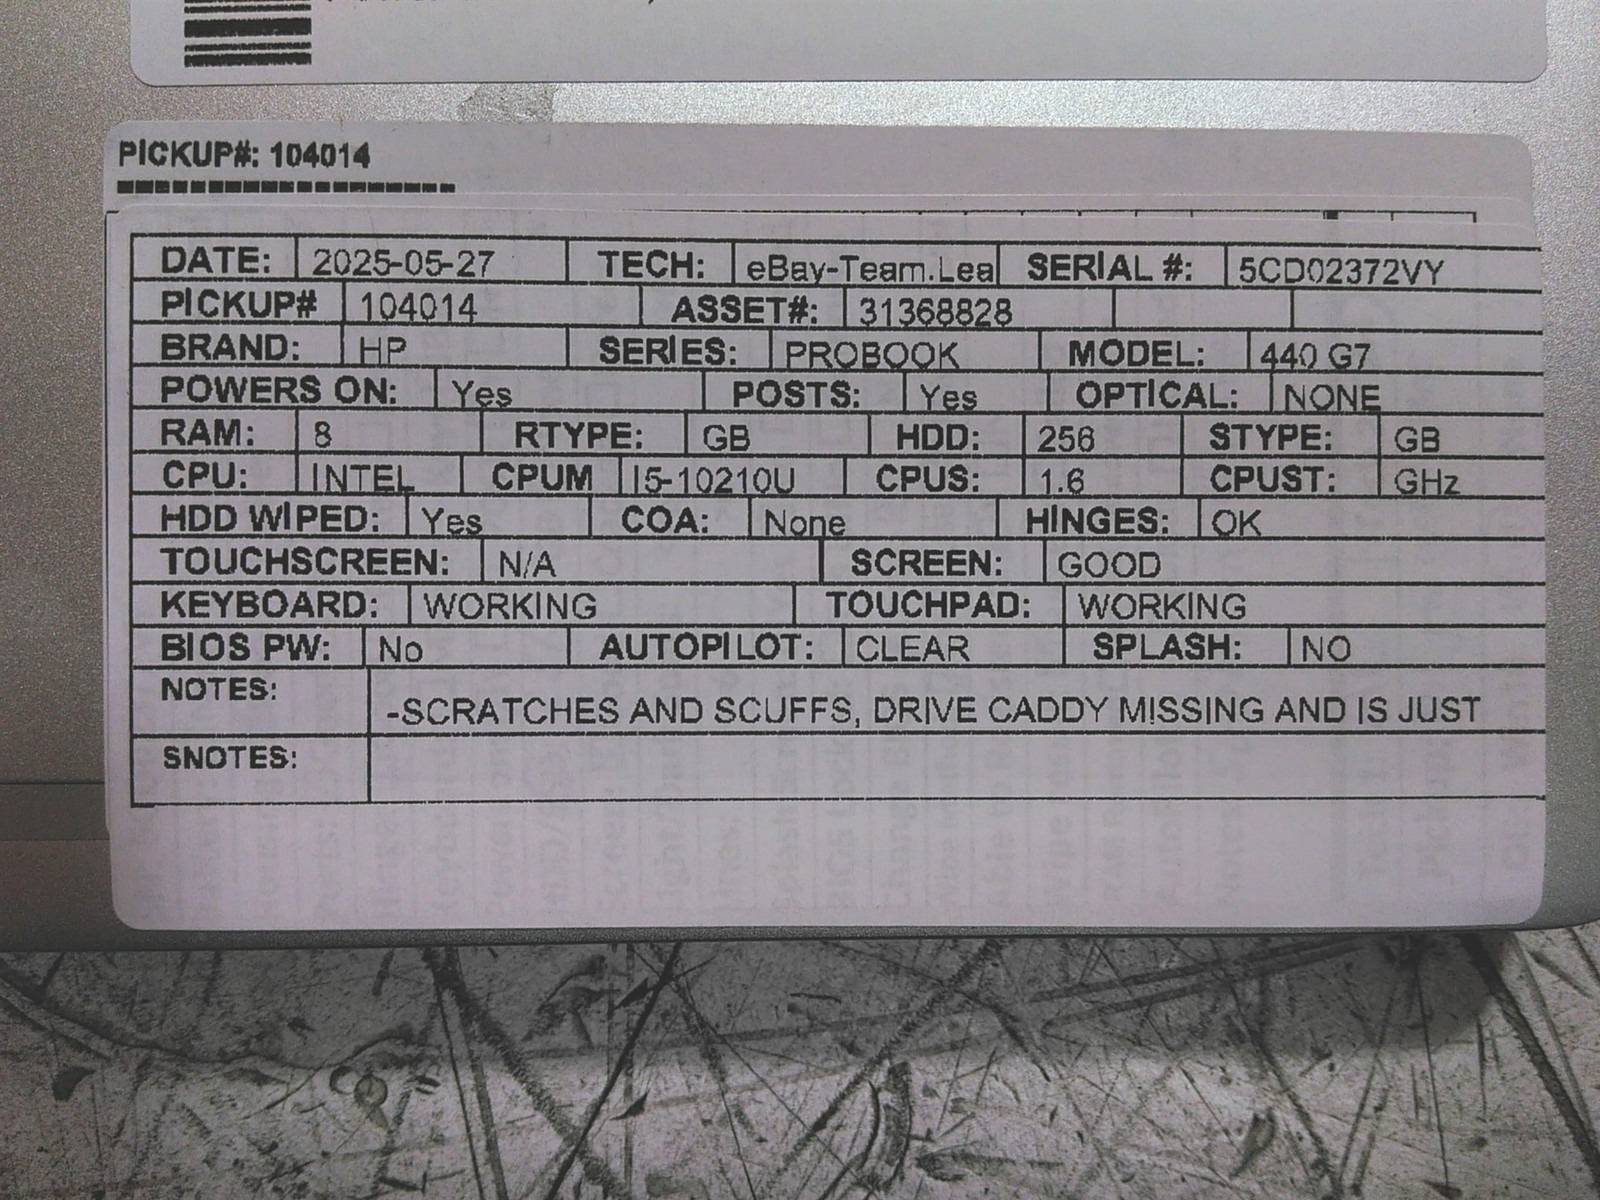 PICKUP#: 104014
DATE: 2025-05-27 TECH: eBay-Team.Lea SERIAL #: 5CD02372VY
PICKUP# 104014 ASSET#: 31368828
BRAND: HP SERIES: PROBOOK MODEL: 440 G7
POWERS ON: Yes POSTS: Yes OPTICAL: NONE
RAM: 8 RTYPE: GB HDD: 256 STYPE: GB
CPU: INTEL CPUM I5-10210U CPUS: 1.6 CPUST: GHz
HDD WIPED: Yes COA: None HINGES: OK
TOUCHSCREEN: N/A SCREEN: GOOD
KEYBOARD: WORKING TOUCHPAD: WORKING
BIOS PW: No AUTOPILOT: CLEAR SPLASH: NO
NOTES: -SCRATCHES AND SCUFFS, DRIVE CADDY MISSING AND IS JUST
SNOTES: